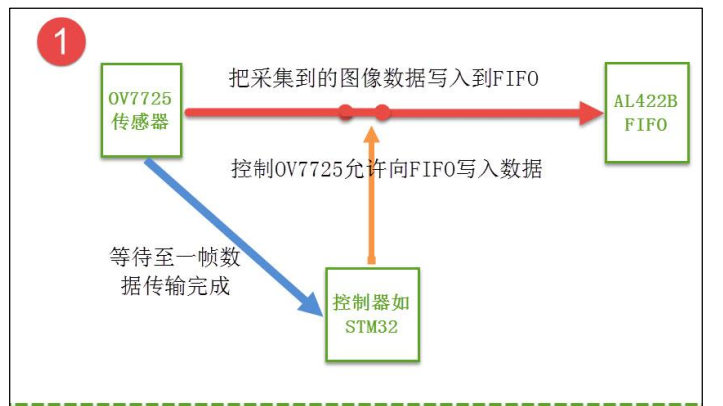 1
把采集到的图像数据写入到FIFO
OV7725
传感器
AL422B
FIFO
控制OV7725允许向FIFO写入数据
等待至一帧数
据传输完成
控制器如
STM32